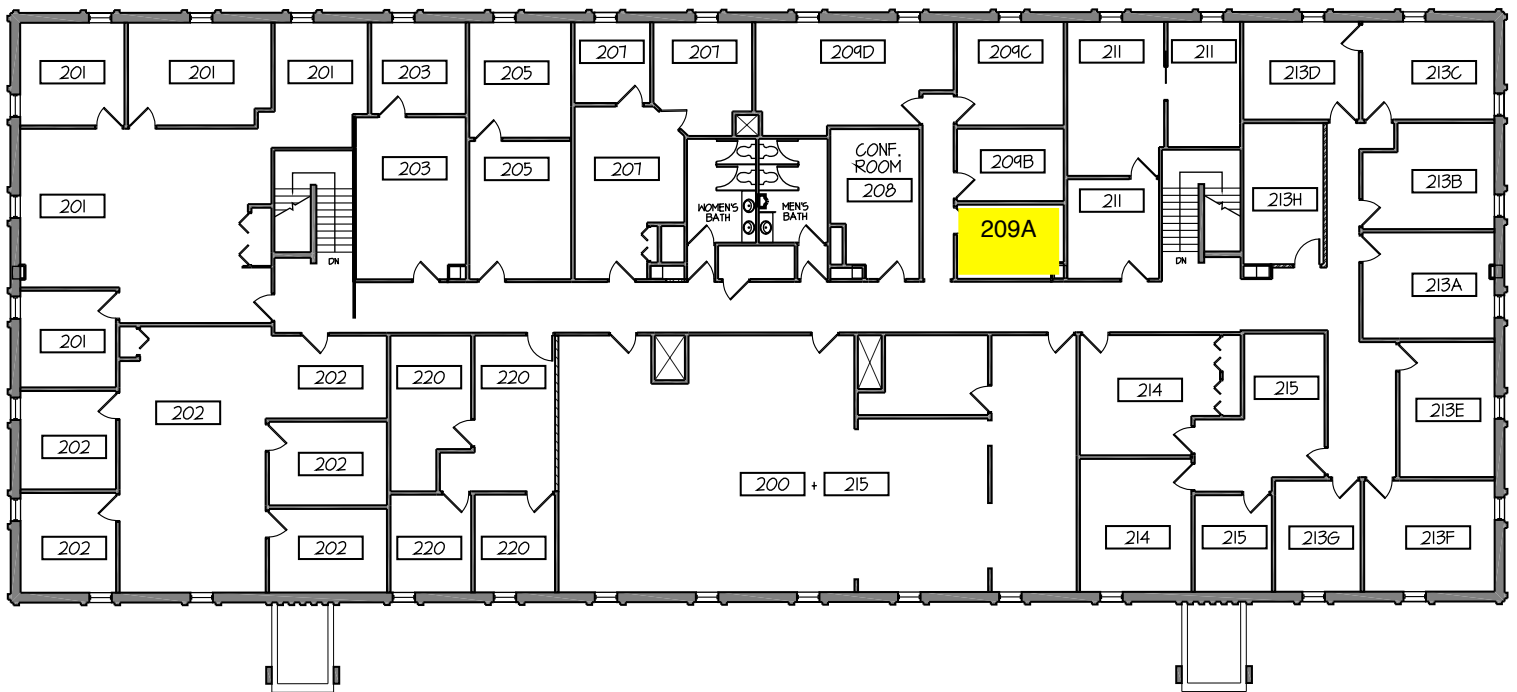 201
201
201
203
205
207
207
209D
209C
211
211
213D
213C
203
205
207
CONF.
ROOM
208
209B
213B
201
WOMEN'S
BATH
MEN'S
BATH
209A
211
213H
DN
DN
213A
201
202
220
220
214
215
202
213E
202
202
200 + 215
202
202
220
220
214
215
213G
213F